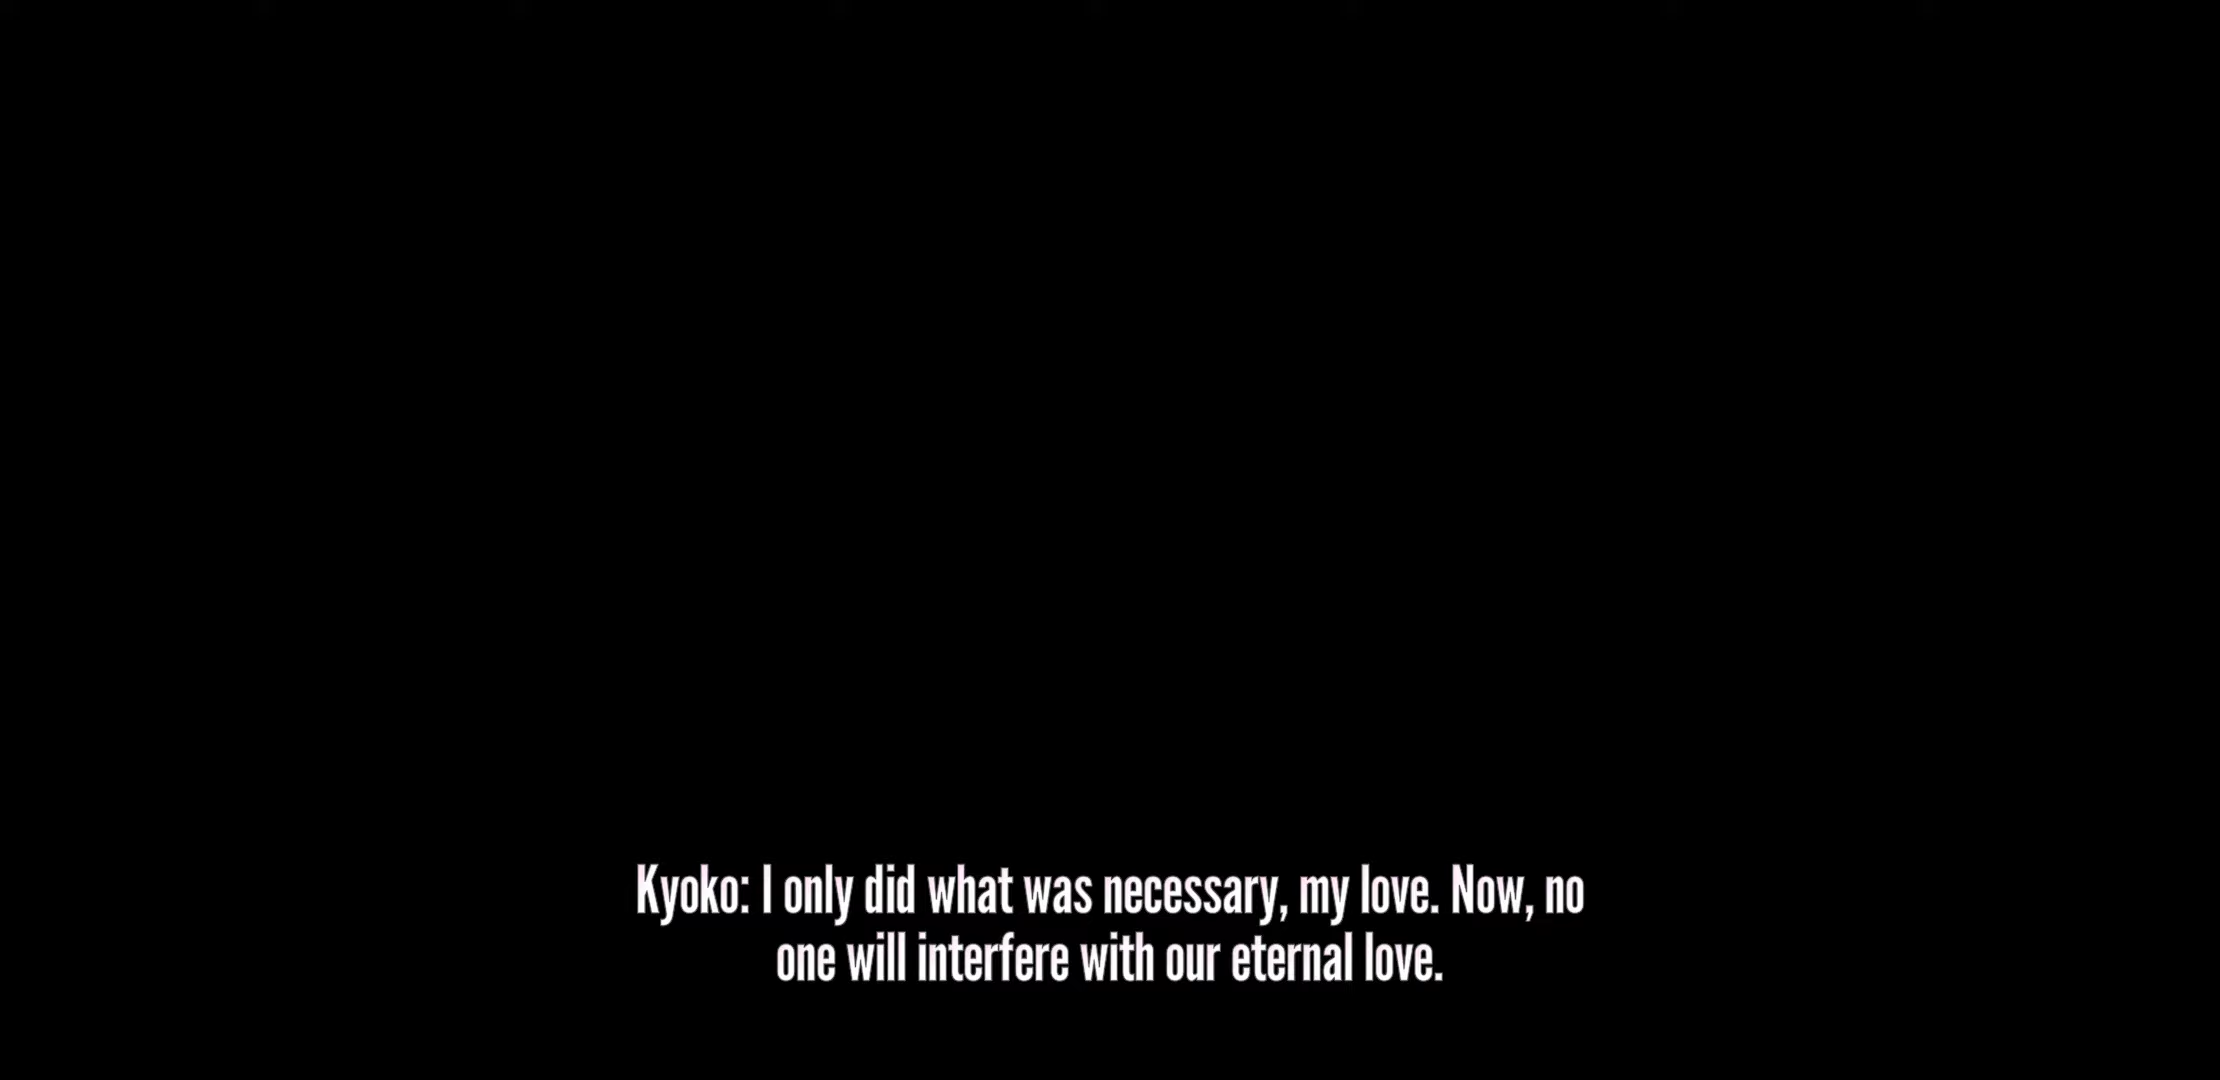 Kyoko: I only did what was necessary, my love. Now, no
one will interfere with our eternal love.